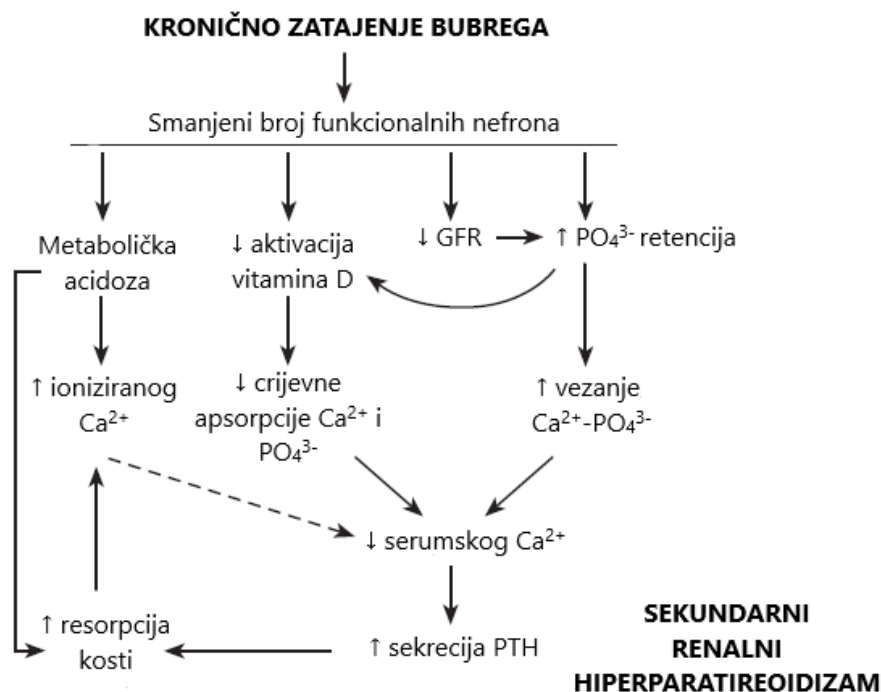 KRONIČNO ZATAJENJE BUBREGA
Smanjeni broj funkcionalnih nefrona
Metabolička
acidoza
↓ aktivacija
vitamina D
↓ GFR
↑ PO₄³⁻ retencija
↑ ioniziranog
Ca²⁺
↓ crijevne
apsorpcije Ca²⁺ i
PO₄³⁻
↑ vezanje
Ca²⁺-PO₄³⁻
↓ serumskog Ca²⁺
↑ resorpcija
kosti
↑ sekrecija PTH
SEKUNDARNI
RENALNI
HIPERPARATIREOIDIZAM